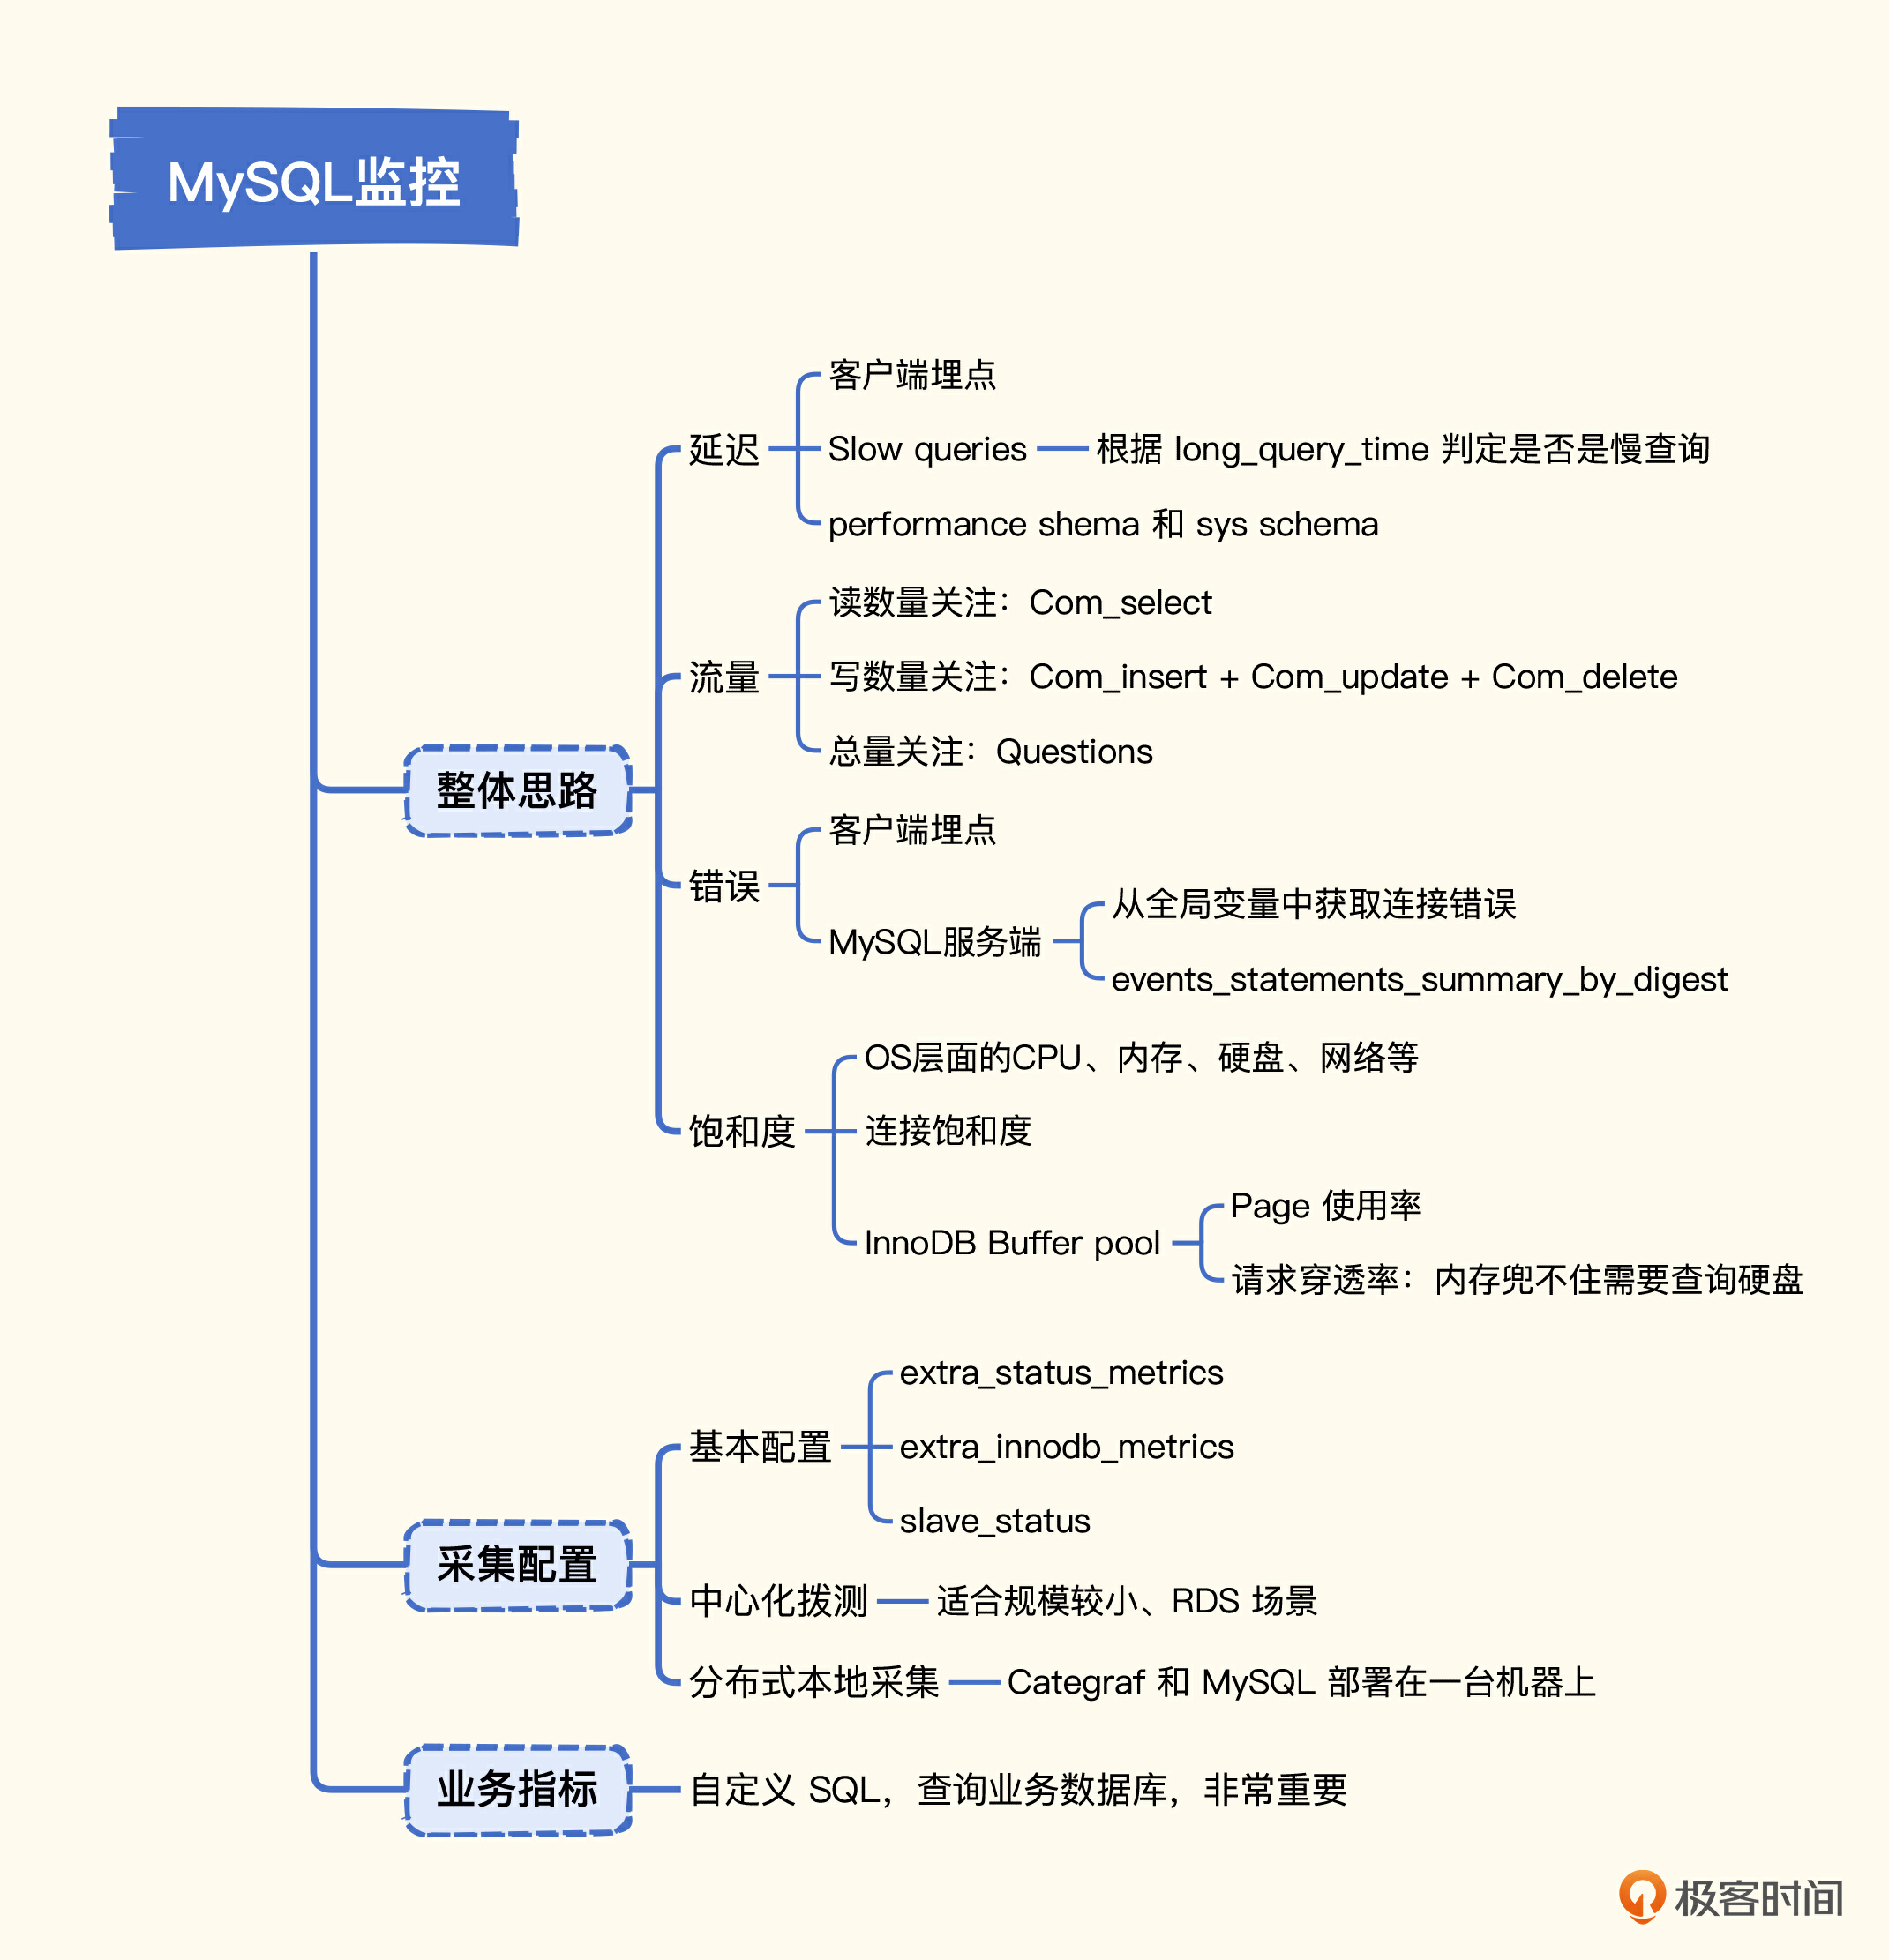 MySQL监控
整体思路
延迟
客户端埋点
Slow queries
根据 long_query_time 判定是否是慢查询
performance shema 和 sys schema
流量
读数量关注：Com_select
写数量关注：Com_insert + Com_update + Com_delete
总量关注：Questions
错误
客户端埋点
MySQL服务端
从全局变量中获取连接错误
events_statements_summary_by_digest
饱和度
OS层面的CPU、内存、硬盘、网络等
连接饱和度
InnoDB Buffer pool
Page 使用率
请求穿透率：内存兜不住需要查询硬盘
采集配置
基本配置
extra_status_metrics
extra_innodb_metrics
slave_status
中心化拨测
适合规模较小、RDS 场景
分布式本地采集
Categraf 和 MySQL 部署在一台机器上
业务指标
自定义 SQL，查询业务数据库，非常重要
极客时间